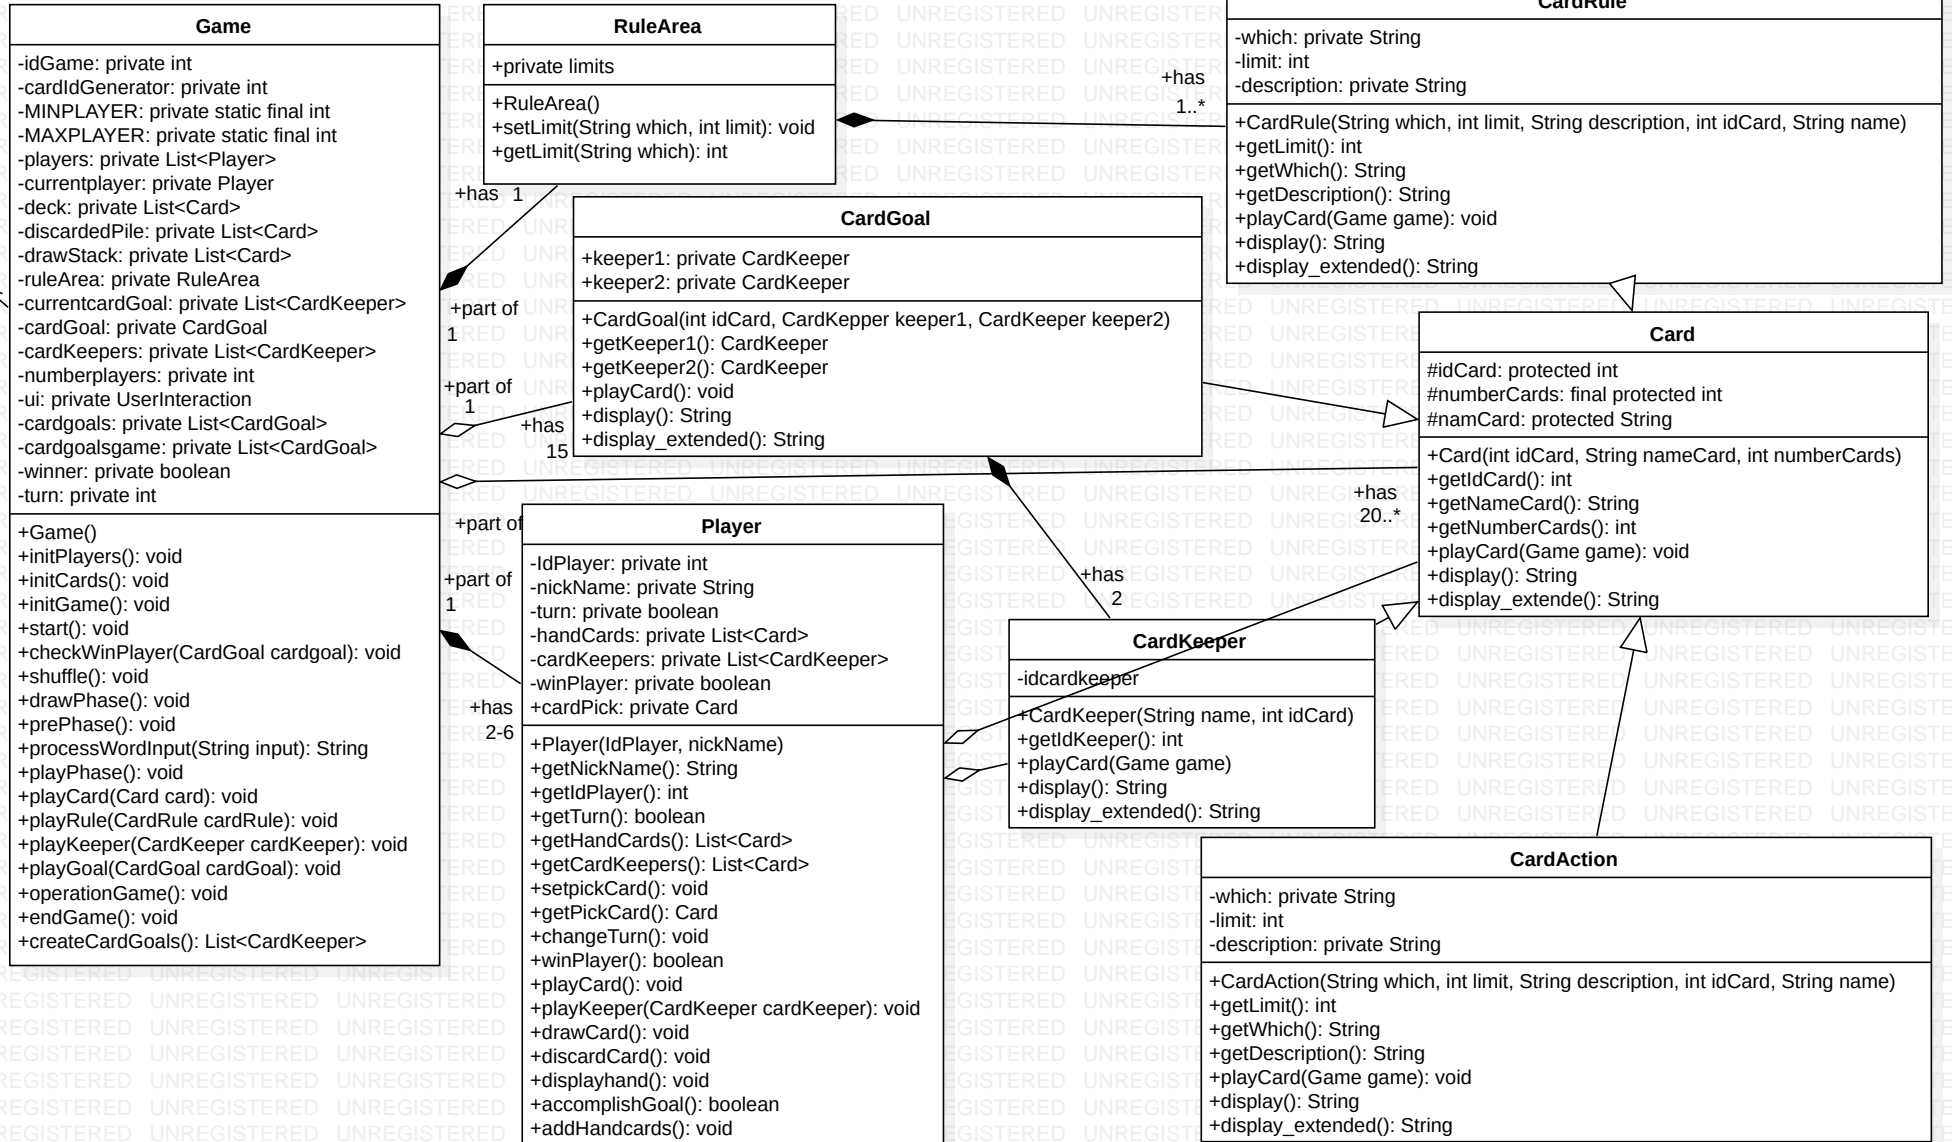 Game
-idGame: private int
-cardIdGenerator: private int
-MINPLAYER: private static final int
-MAXPLAYER: private static final int
-players: private List<Player>
-currentplayer: private Player
-deck: private List<Card>
-discardedPile: private List<Card>
-drawStack: private List<Card>
-ruleArea: private RuleArea
-currentcardGoal: private List<CardKeeper>
-cardGoal: private CardGoal
-cardKeepers: private List<CardKeeper>
-numberplayers: private int
-ui: private UserInteraction
-cardgoals: private List<CardGoal>
-cardgoalsgame: private List<CardGoal>
-winner: private boolean
-turn: private int
+Game()
+initPlayers(): void
+initCards(): void
+initGame(): void
+start(): void
+checkWinPlayer(CardGoal cardgoal): void
+shuffle(): void
+drawPhase(): void
+prePhase(): void
+processWordInput(String input): String
+playPhase(): void
+playCard(Card card): void
+playRule(CardRule cardRule): void
+playKeeper(CardKeeper cardKeeper): void
+playGoal(CardGoal cardGoal): void
+operationGame(): void
+endGame(): void
+createCardGoals(): List<CardKeeper>
RuleArea
+private limits
+RuleArea()
+setLimit(String which, int limit): void
+getLimit(String which): int
+has 1
+part of
1
+part of
1
+has
15
+part of
+part of
1
+has
2-6
CardGoal
+keeper1: private CardKeeper
+keeper2: private CardKeeper
+CardGoal(int idCard, CardKepper keeper1, CardKeeper keeper2)
+getKeeper1(): CardKeeper
+getKeeper2(): CardKeeper
+playCard(): void
+display(): String
+display_extended(): String
Player
-IdPlayer: private int
-nickName: private String
-turn: private boolean
-handCards: private List<Card>
-cardKeepers: private List<CardKeeper>
-winPlayer: private boolean
+cardPick: private Card
+Player(IdPlayer, nickName)
+getNickName(): String
+getIdPlayer(): int
+getTurn(): boolean
+getHandCards(): List<Card>
+getCardKeepers(): List<Card>
+setpickCard(): void
+getPickCard(): Card
+changeTurn(): void
+winPlayer(): boolean
+playCard(): void
+playKeeper(CardKeeper cardKeeper): void
+drawCard(): void
+discardCard(): void
+displayhand(): void
+accomplishGoal(): boolean
+addHandcards(): void
+has
1..*
CardRule
-which: private String
-limit: int
-description: private String
+CardRule(String which, int limit, String description, int idCard, String name)
+getLimit(): int
+getWhich(): String
+getDescription(): String
+playCard(Game game): void
+display(): String
+display_extended(): String
Card
#idCard: protected int
#numberCards: final protected int
#namCard: protected String
+Card(int idCard, String nameCard, int numberCards)
+getIdCard(): int
+getNameCard(): String
+getNumberCards(): int
+playCard(Game game): void
+display(): String
+display_extende(): String
+has
20..*
+has
2
CardKeeper
-idcardkeeper
+CardKeeper(String name, int idCard)
+getIdKeeper(): int
+playCard(Game game)
+display(): String
+display_extended(): String
CardAction
-which: private String
-limit: int
-description: private String
+CardAction(String which, int limit, String description, int idCard, String name)
+getLimit(): int
+getWhich(): String
+getDescription(): String
+playCard(Game game): void
+display(): String
+display_extended(): String
UNREGISTERED